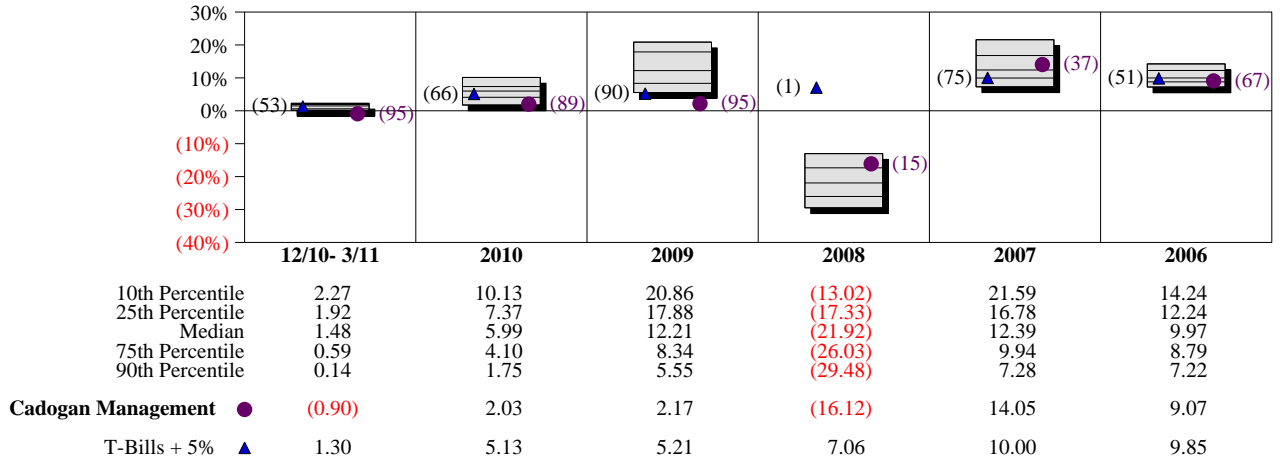 30%
20%
10%
0%
(10%)
(20%)
(30%)
(40%)
(53) (95) (66) (89) (90) (95) (1) (15) (75) (37) (51) (67)
12/10- 3/11 2010 2009 2008 2007 2006
10th Percentile 2.27 10.13 20.86 (13.02) 21.59 14.24
25th Percentile 1.92 7.37 17.88 (17.33) 16.78 12.24
Median 1.48 5.99 12.21 (21.92) 12.39 9.97
75th Percentile 0.59 4.10 8.34 (26.03) 9.94 8.79
90th Percentile 0.14 1.75 5.55 (29.48) 7.28 7.22
Cadogan Management (0.90) 2.03 2.17 (16.12) 14.05 9.07
T-Bills + 5% 1.30 5.13 5.21 7.06 10.00 9.85